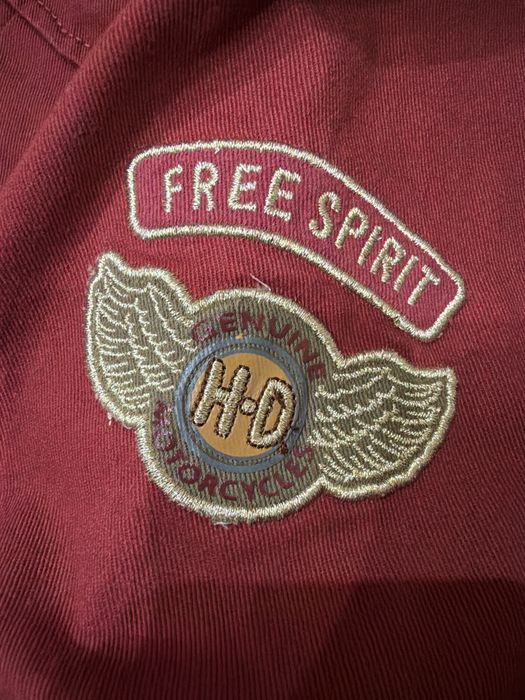 FREE SPIRIT
GENUINE
H-D
MOTORCYCLES